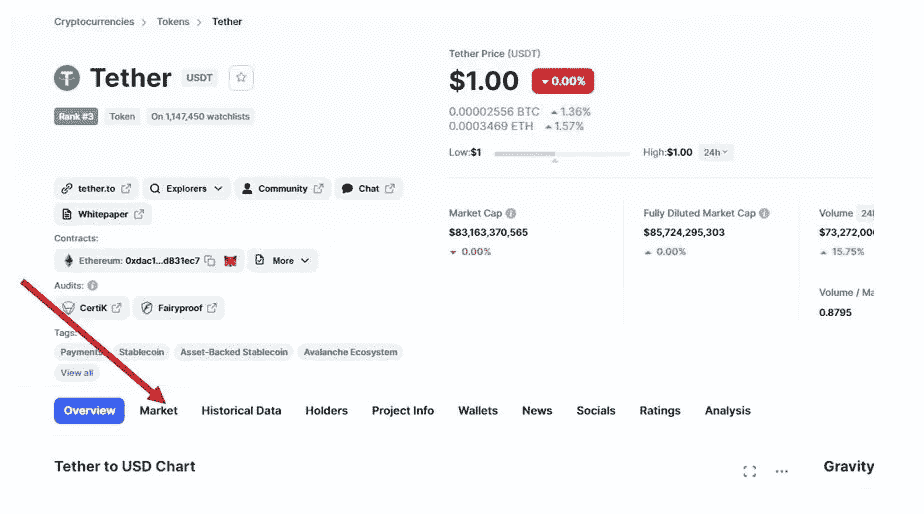 Cryptocurrencies > Tokens > Tether
Tether USDT
Rank #3 Token On 1,147,450 watchlists
tether.to Explorers Community Chat
Whitepaper
Contracts:
Ethereum: 0xdac1...d831ec7 More
Audits:
CertiK Fairyproof
Tags:
Payments Stablecoin Asset-Backed Stablecoin Avalanche Ecosystem
View all
Tether Price (USDT)
$1.00 0.00%
0.00002556 BTC 1.36%
0.0003469 ETH 1.57%
Low:$1 High:$1.00 24h
Market Cap
$83,163,370,565
0.00%
Fully Diluted Market Cap
$85,724,295,303
0.00%
Volume 24
$73,272,00
15.75%
Volume / Ma
0.8795
Overview Market Historical Data Holders Project Info Wallets News Socials Ratings Analysis
Tether to USD Chart
Gravity